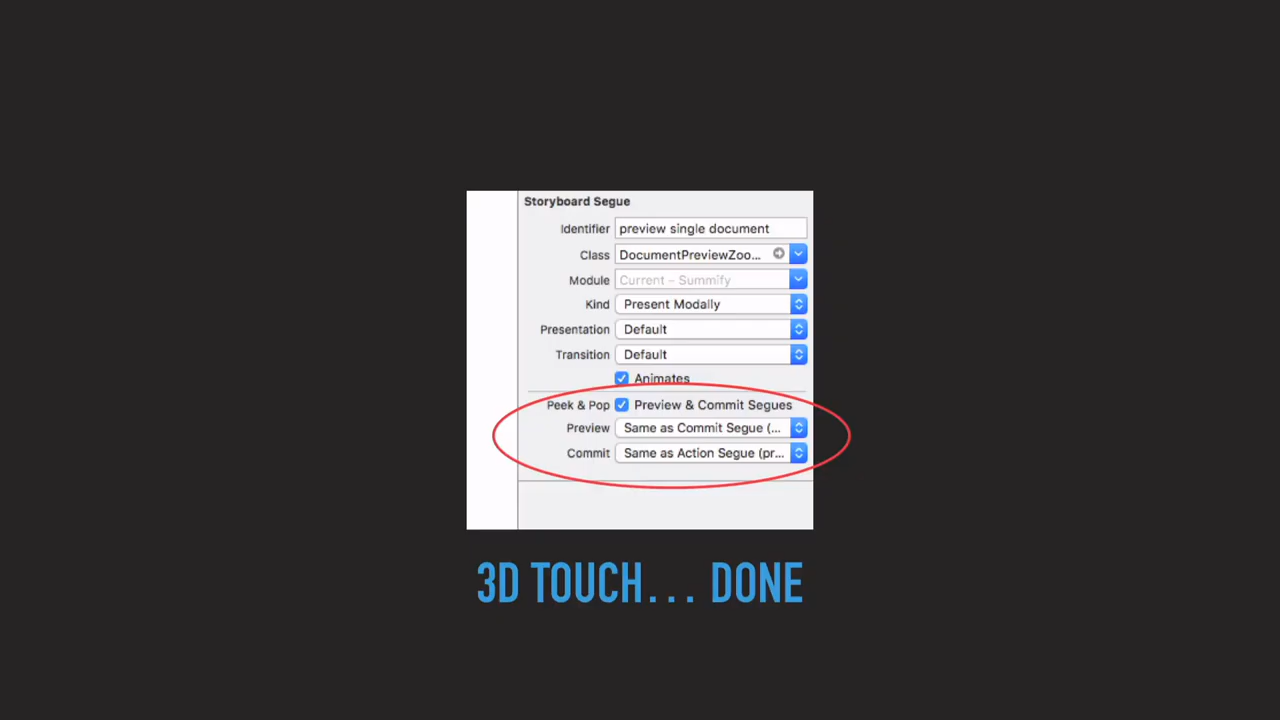 Storyboard Segue
Identifier preview single document
Class DocumentPreviewZoo...
Module Current – Summify
Kind Present Modally
Presentation Default
Transition Default
Animates
Peek & Pop Preview & Commit Segues
Preview Same as Commit Segue (...
Commit Same as Action Segue (pr...
3D TOUCH... DONE